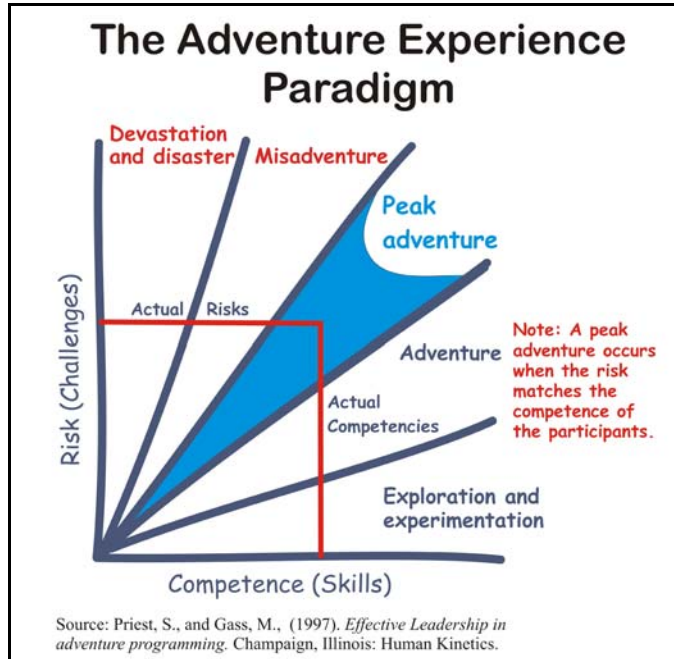 The Adventure Experience
Paradigm
Devastation
and disaster
Misadventure
Peak
adventure
Actual Risks
Risk (Challenges)
Adventure
Actual
Competencies
Note: A peak
adventure occurs
when the risk
matches the
competence of
the participants.
Exploration and
experimentation
Competence (Skills)
Source: Priest, S., and Gass, M., (1997). Effective Leadership in
adventure programming. Champaign, Illinois: Human Kinetics.